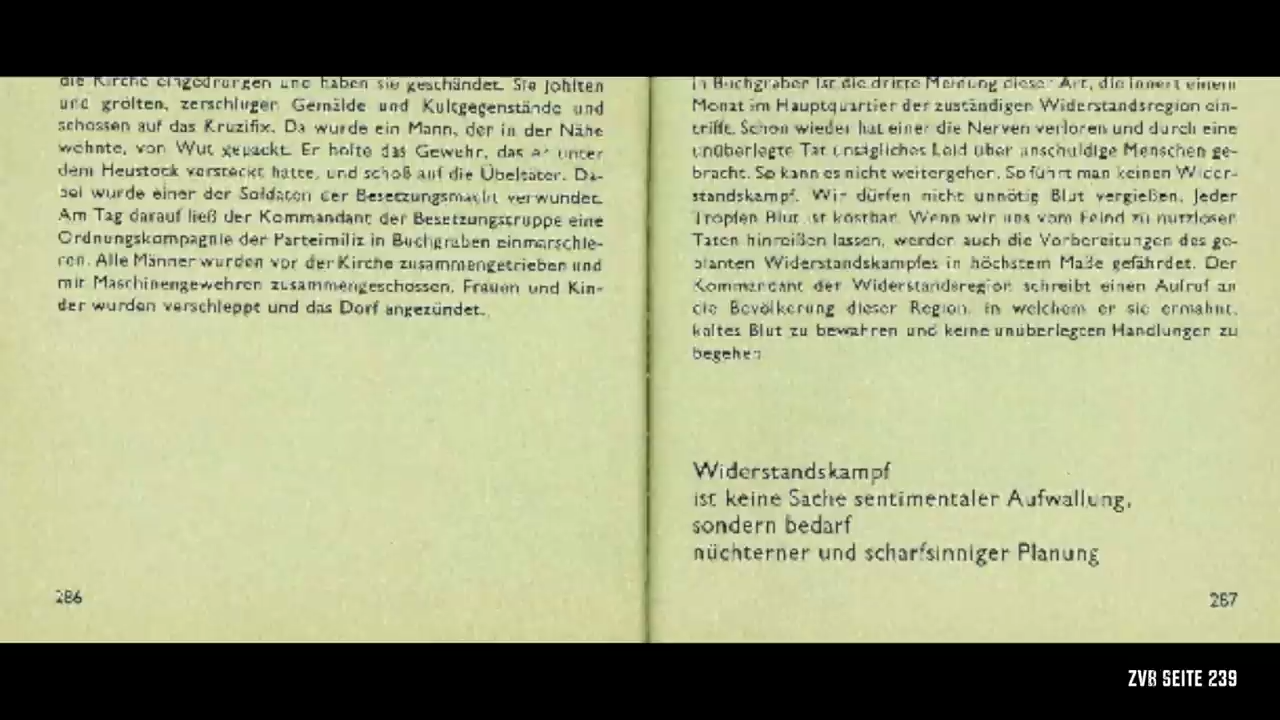 die Kirche eingedrungen und haben sie geschändet. Sie johlten
und grölten, zerschlugen Gemälde und Kultgegenstände und
schossen auf das Kruzifix. Da wurde ein Mann, der in der Nähe
wohnte, von Wut gepackt. Er holte das Gewehr, das er unter
dem Heustock versteckt hatte, und schoß auf die Übeltäter. Da-
bei wurde einer der Soldaten der Besetzungsmacht verwundet.
Am Tag darauf ließ der Kommandant der Besetzungstruppe eine
Ordnungskompagnie der Parteimiliz in Buchgraben einmarschie-
ren. Alle Männer wurden vor der Kirche zusammengetrieben und
mit Maschinengewehren zusammengeschossen. Frauen und Kin-
der wurden verschleppt und das Dorf angezündet.
286
In Buchgraben ist die dritte Meldung dieser Art, die innert einem
Monat im Hauptquartier der zuständigen Widerstandsregion ein-
trifft. Schon wieder hat einer die Nerven verloren und durch eine
unüberlegte Tat unsägliches Leid über unschuldige Menschen ge-
bracht. So kann es nicht weitergehen. So führt man keinen Wider-
standskampf. Wir dürfen nicht unnötig Blut vergießen. Jeder
Tropfen Blut ist kostbar. Wenn wir uns vom Feind zu nutzlosen
Taten hinreißen lassen, werden auch die Vorbereitungen des ge-
planten Widerstandskampfes in höchstem Maße gefährdet. Der
Kommandant der Widerstandsregion schreibt einen Aufruf an
die Bevölkerung dieser Region, in welchem er sie ermahnt,
kaltes Blut zu bewahren und keine unüberlegten Handlungen zu
begehen.
Widerstandskampf
ist keine Sache sentimentaler Aufwallung,
sondern bedarf
nüchterner und scharfsinniger Planung
287
ZVB SEITE 239